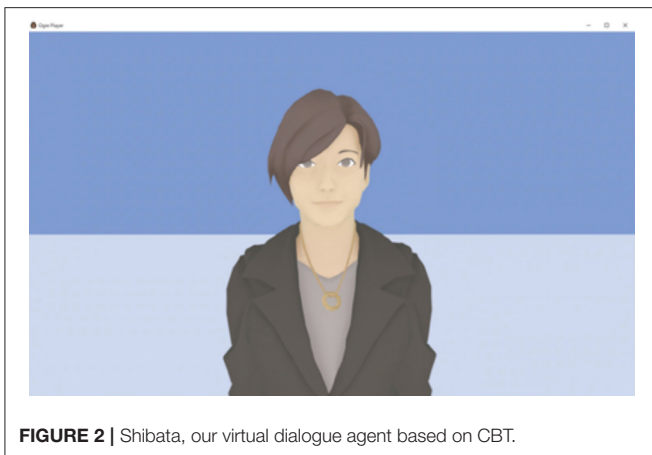 Ogre Player
FIGURE 2 | Shibata, our virtual dialogue agent based on CBT.